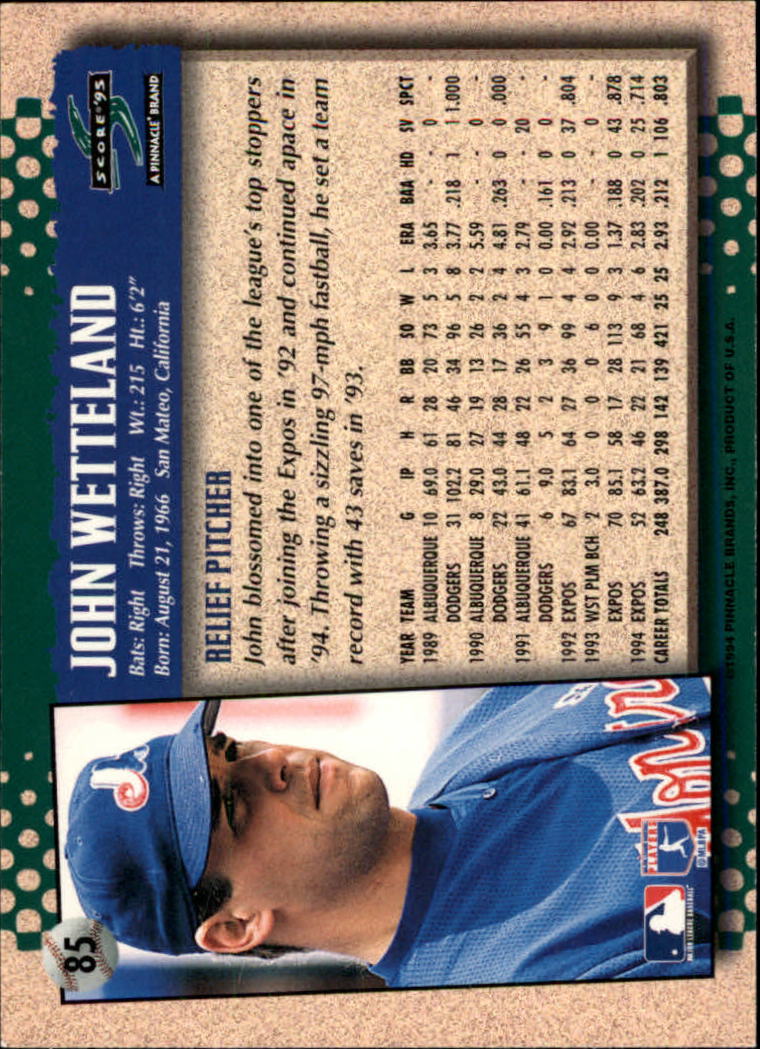 85
JOHN WETTELAND
Bats: Right Throws: Right Wt.: 215 Ht.: 6'2"
Born: August 21, 1966 San Mateo, California
SCORE '95
A PINNACLE® BRAND
RELIEF PITCHER
John blossomed into one of the league's top stoppers
after joining the Expos in '92 and continued apace in
'94. Throwing a sizzling 97-mph fastball, he set a team
record with 43 saves in '93.
YEAR TEAM G IP H R BB SO W L ERA BAA HD SV SPCT
1989 ALBUQUERQUE 10 69.0 61 28 20 73 5 3 3.65 - - 0 -
DODGERS 31 102.2 81 46 34 96 5 8 3.77 .218 1 1 1.000
1990 ALBUQUERQUE 8 29.0 27 19 13 26 2 2 5.59 - - 0 -
DODGERS 22 43.0 44 28 17 36 2 4 4.81 .263 0 0 .000
1991 ALBUQUERQUE 41 61.1 48 22 26 55 4 3 2.79 - - 20 -
DODGERS 6 9.0 5 2 3 9 1 0 0.00 .161 0 0 -
1992 EXPOS 67 83.1 64 27 36 99 4 4 2.92 .213 0 37 .804
1993 WST PLM BCH 2 3.0 0 0 0 6 0 0 0.00 - - 0 -
EXPOS 70 85.1 58 17 28 113 9 3 1.37 .188 0 43 .878
1994 EXPOS 52 63.2 46 22 21 68 4 6 2.83 .202 0 25 .714
CAREER TOTALS 248 387.0 298 142 139 421 25 25 2.93 .212 1 106 .803
MAJOR LEAGUE BASEBALL
PLAYERS
© MLBPA
©1994 PINNACLE BRANDS, INC., PRODUCT OF U.S.A.